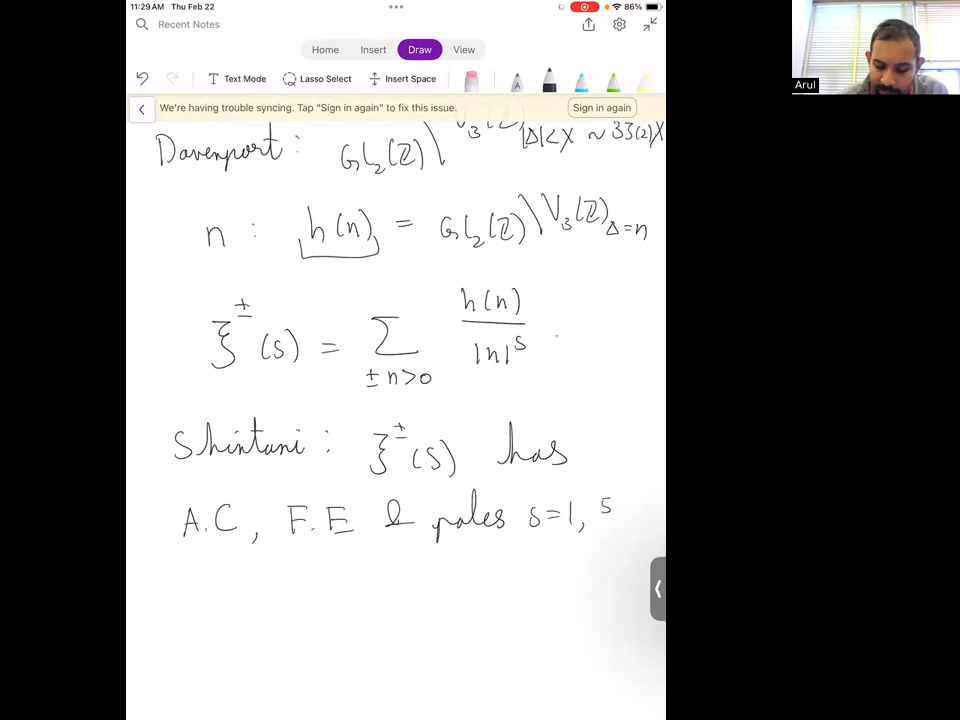 11:29 AM Thu Feb 22
86%
Recent Notes
Home Insert Draw View
Text Mode Lasso Select Insert Space
We're having trouble syncing. Tap "Sign in again" to fix this issue. Sign in again
Arul
Davenport : GL₂(ℤ)\V₃(ℤ)_{|Δ|<X} ~ 3ζ(2)X
n : h(n) = GL₂(ℤ)\V₃(ℤ)_{Δ=n}
ξ^±(s) = Σ_{±n>0} h(n)/|n|^s
Shintani : ξ^±(s) has
A.C, F.E & poles s=1, 5